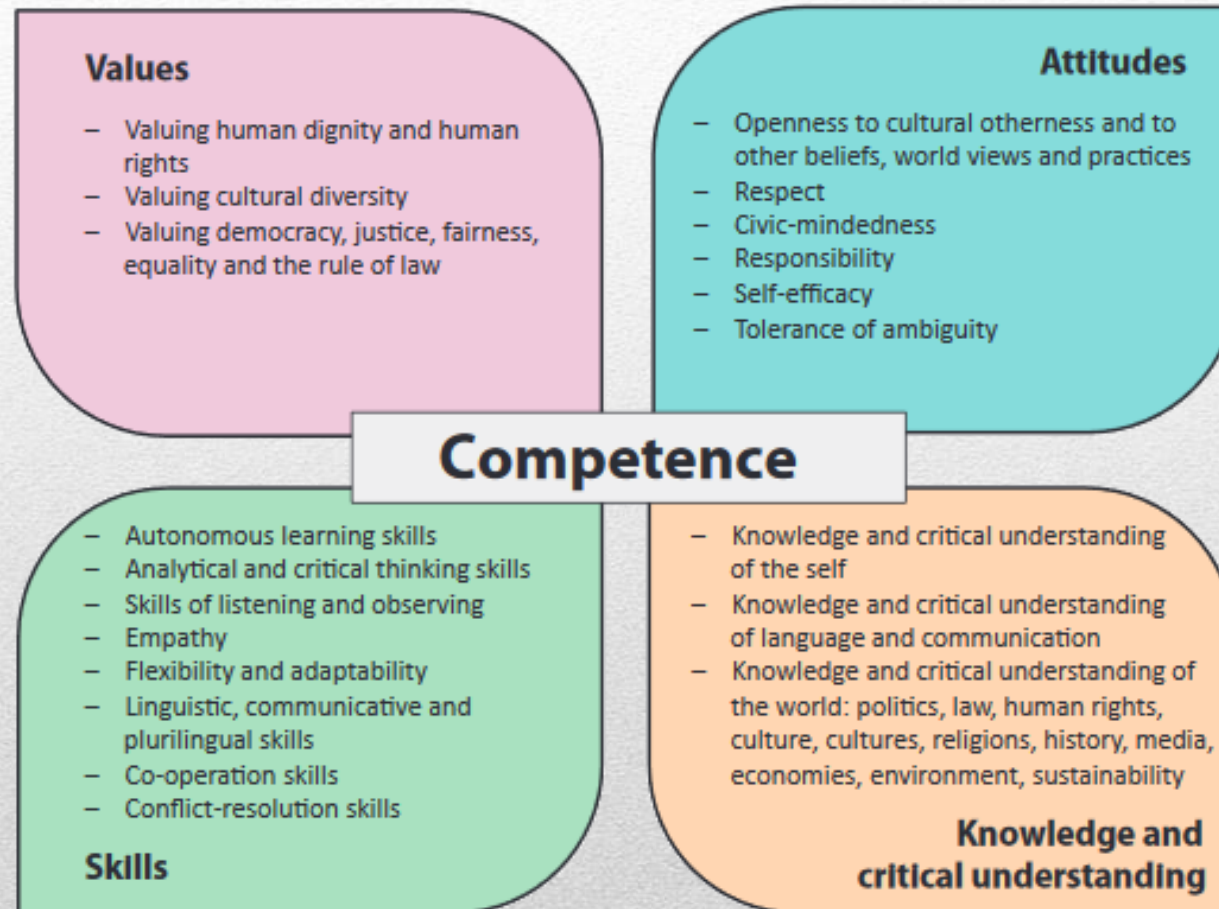 Values
– Valuing human dignity and human
rights
– Valuing cultural diversity
– Valuing democracy, justice, fairness,
equality and the rule of law
Attitudes
– Openness to cultural otherness and to
other beliefs, world views and practices
– Respect
– Civic-mindedness
– Responsibility
– Self-efficacy
– Tolerance of ambiguity
Competence
– Autonomous learning skills
– Analytical and critical thinking skills
– Skills of listening and observing
– Empathy
– Flexibility and adaptability
– Linguistic, communicative and
plurilingual skills
– Co-operation skills
– Conflict-resolution skills
Skills
– Knowledge and critical understanding
of the self
– Knowledge and critical understanding
of language and communication
– Knowledge and critical understanding of
the world: politics, law, human rights,
culture, cultures, religions, history, media,
economies, environment, sustainability
Knowledge and
critical understanding